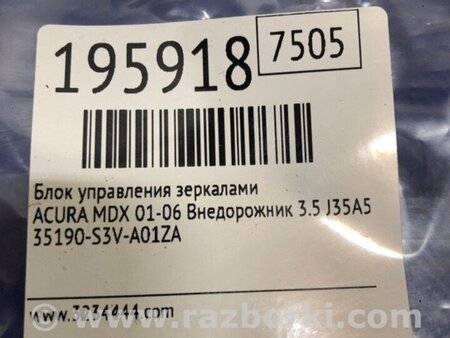 195918
7505
Блок управления зеркалами
ACURA MDX 01-06 Внедорожник 3.5 J35A5
35190-S3V-A01ZA
www.3234444.com
© www.razborki.com